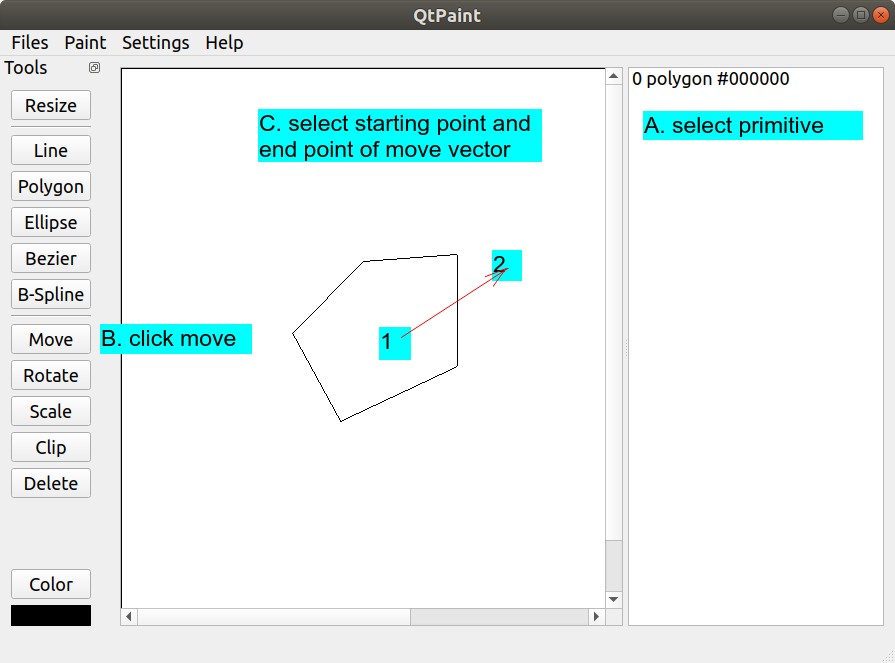 QtPaint
Files Paint Settings Help
Tools
Resize
Line
Polygon
Ellipse
Bezier
B-Spline
Move
Rotate
Scale
Clip
Delete
Color
C. select starting point and
end point of move vector
2
1
B. click move
0 polygon #000000
A. select primitive